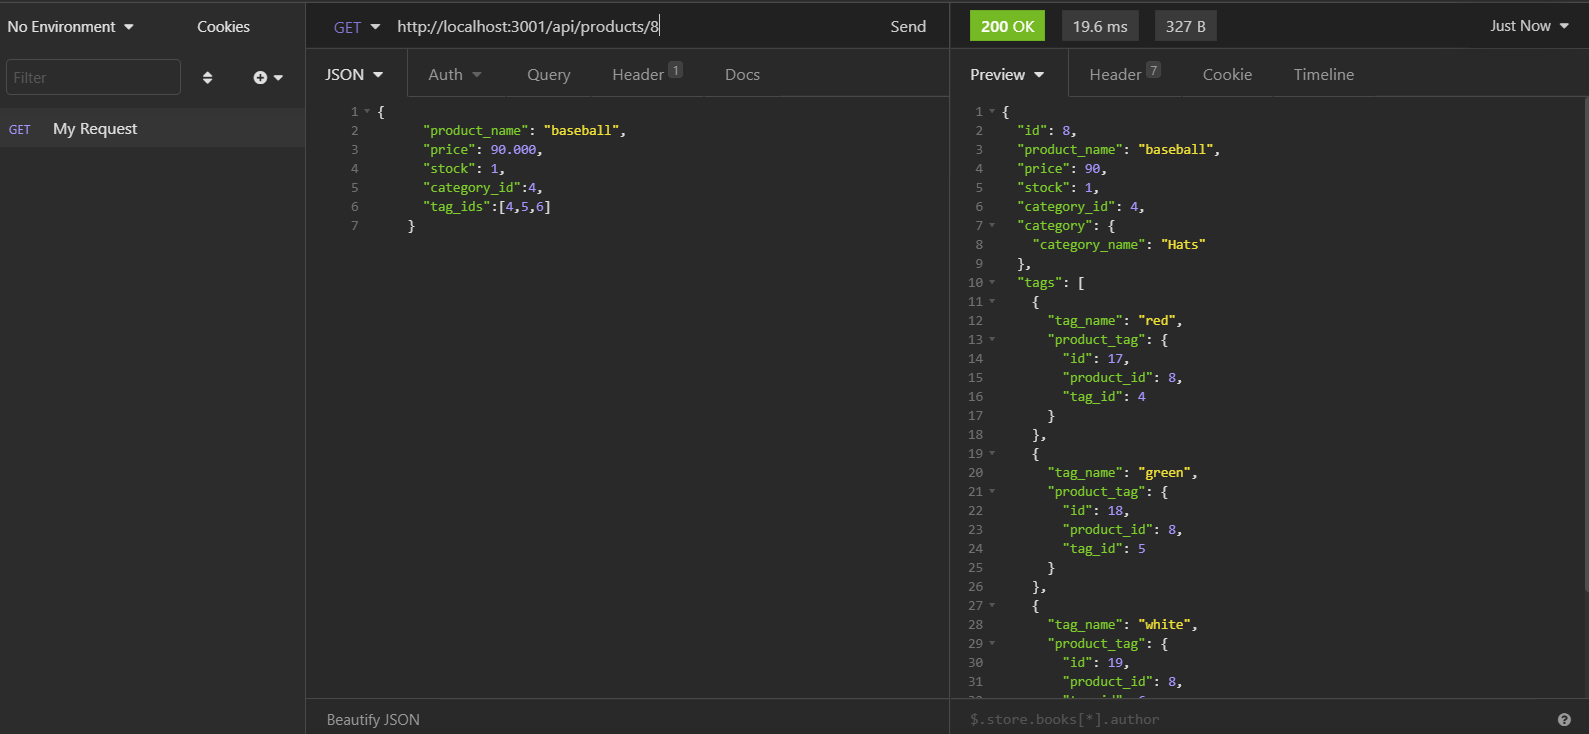 No Environment Cookies
Filter
GET My Request
GET http://localhost:3001/api/products/8 Send
JSON Auth Query Header 1 Docs
1 {
2 "product_name": "baseball",
3 "price": 90.000,
4 "stock": 1,
5 "category_id":4,
6 "tag_ids":[4,5,6]
7 }
Beautify JSON
200 OK 19.6 ms 327 B Just Now
Preview Header 7 Cookie Timeline
1 {
2 "id": 8,
3 "product_name": "baseball",
4 "price": 90,
5 "stock": 1,
6 "category_id": 4,
7 "category": {
8 "category_name": "Hats"
9 },
10 "tags": [
11 {
12 "tag_name": "red",
13 "product_tag": {
14 "id": 17,
15 "product_id": 8,
16 "tag_id": 4
17 }
18 },
19 {
20 "tag_name": "green",
21 "product_tag": {
22 "id": 18,
23 "product_id": 8,
24 "tag_id": 5
25 }
26 },
27 {
28 "tag_name": "white",
29 "product_tag": {
30 "id": 19,
31 "product_id": 8,
$.store.books[*].author